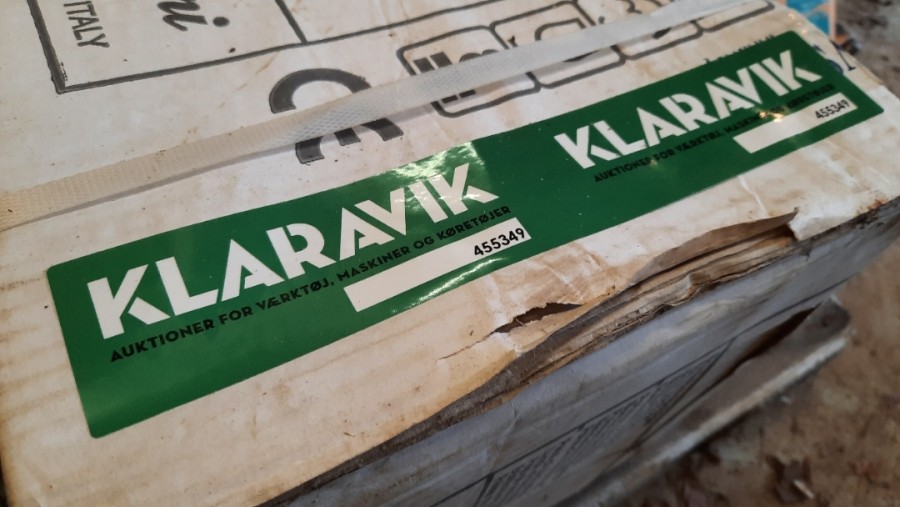 ITALY
KLARAVIK
AUKTIONER FOR VÆRKTØJ, MASKINER OG KØRETØJER
455349
KLARAVIK
AUKTIONER FOR VÆRKTØJ, MASKINER OG KØRETØJER
455349